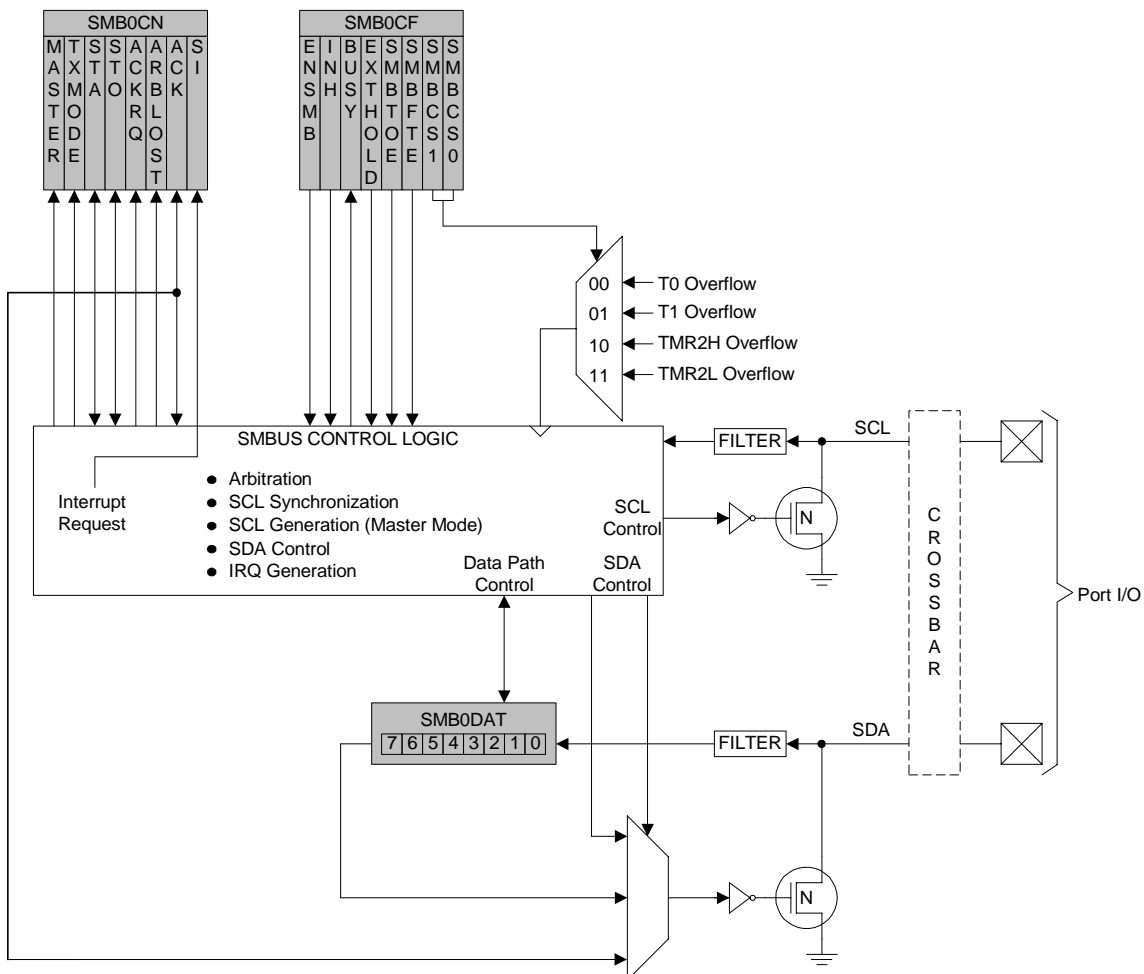 SMB0CN
MASTER
TXMODE
STA
STO
ACKRQ
ARBLOST
ACK
SI
SMB0CF
ENSMB
INH
BUSY
EXTHOLD
SMBTOE
SMBFTE
SMBCS1
SMBCS0
00
01
10
11
T0 Overflow
T1 Overflow
TMR2H Overflow
TMR2L Overflow
SMBUS CONTROL LOGIC
Interrupt
Request
● Arbitration
● SCL Synchronization
● SCL Generation (Master Mode)
● SDA Control
● IRQ Generation
SCL
Control
Data Path
Control
SDA
Control
FILTER
SCL
N
CROSSBAR
Port I/O
SMB0DAT
7 6 5 4 3 2 1 0
FILTER
SDA
N